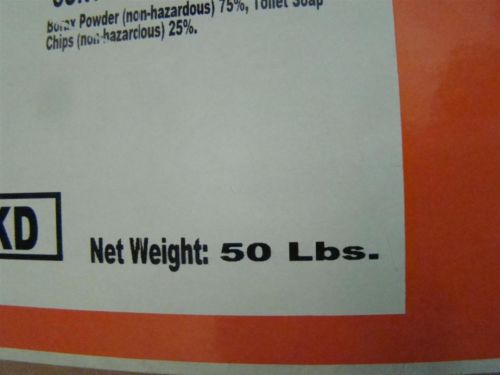 Borax Powder (non-hazardous) 75%, Toilet Soap
Chips (non-hazardous) 25%.
KD
Net Weight: 50 Lbs.